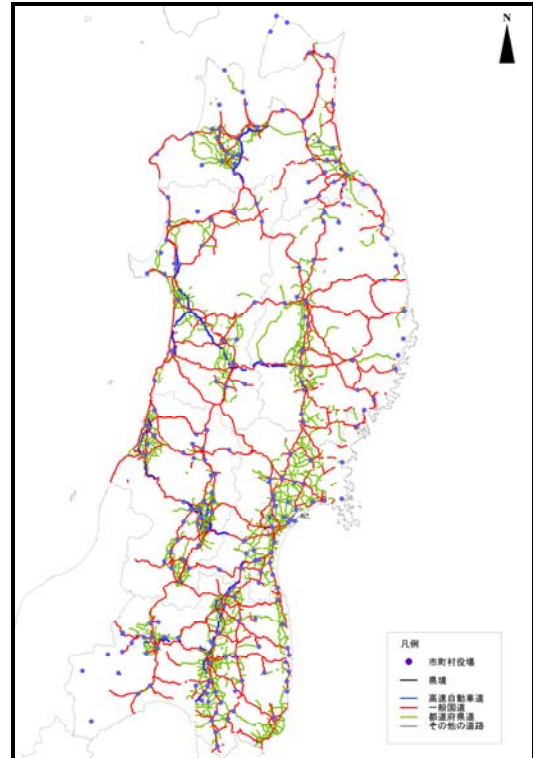 N
凡例
市町村役場
県境
高速自動車道
一般国道
都道府県道
その他の道路